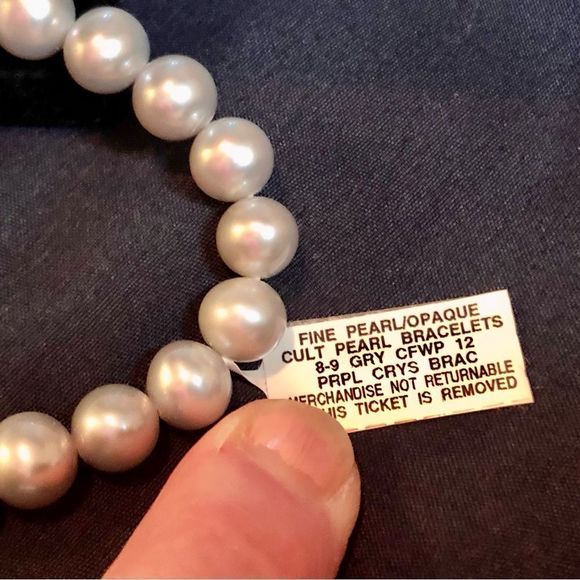 FINE PEARL/OPAQUE
CULT PEARL BRACELETS
8-9 GRY CFWP 12
PRPL CRYS BRAC
MERCHANDISE NOT RETURNABLE
THIS TICKET IS REMOVED